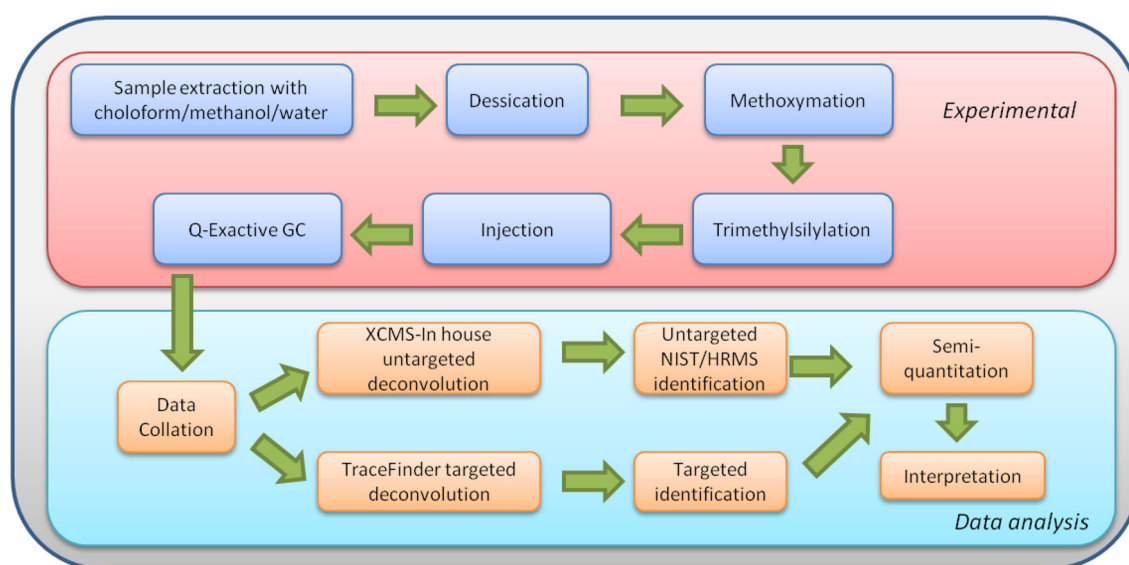 Sample extraction with
choloform/methanol/water
Dessication
Methoxymation
Experimental
Q-Exactive GC
Injection
Trimethylsilylation
XCMS-In house
untargeted
deconvolution
Untargeted
NIST/HRMS
identification
Semi-
quantitation
Data
Collation
TraceFinder targeted
deconvolution
Targeted
identification
Interpretation
Data analysis